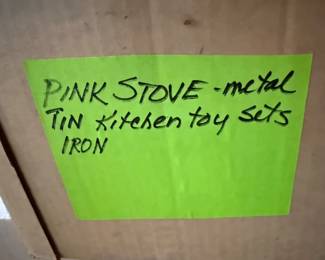 PINK STOVE - metal
TIN Kitchen toy sets
IRON